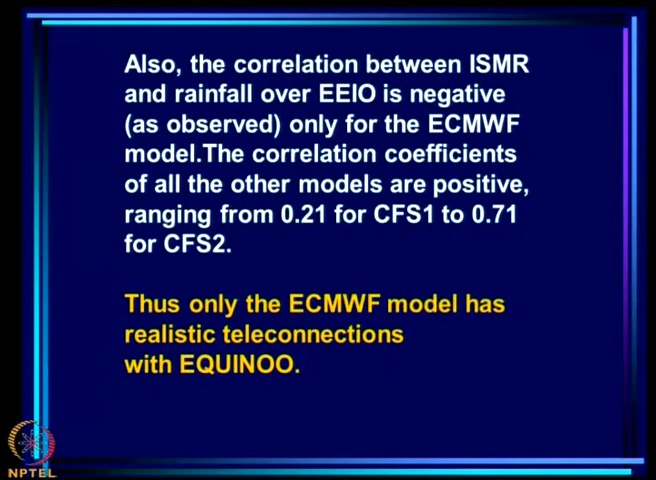 Also, the correlation between ISMR
and rainfall over EEIO is negative
(as observed) only for the ECMWF
model.The correlation coefficients
of all the other models are positive,
ranging from 0.21 for CFS1 to 0.71
for CFS2.
Thus only the ECMWF model has
realistic teleconnections
with EQUINOO.
NPTEL